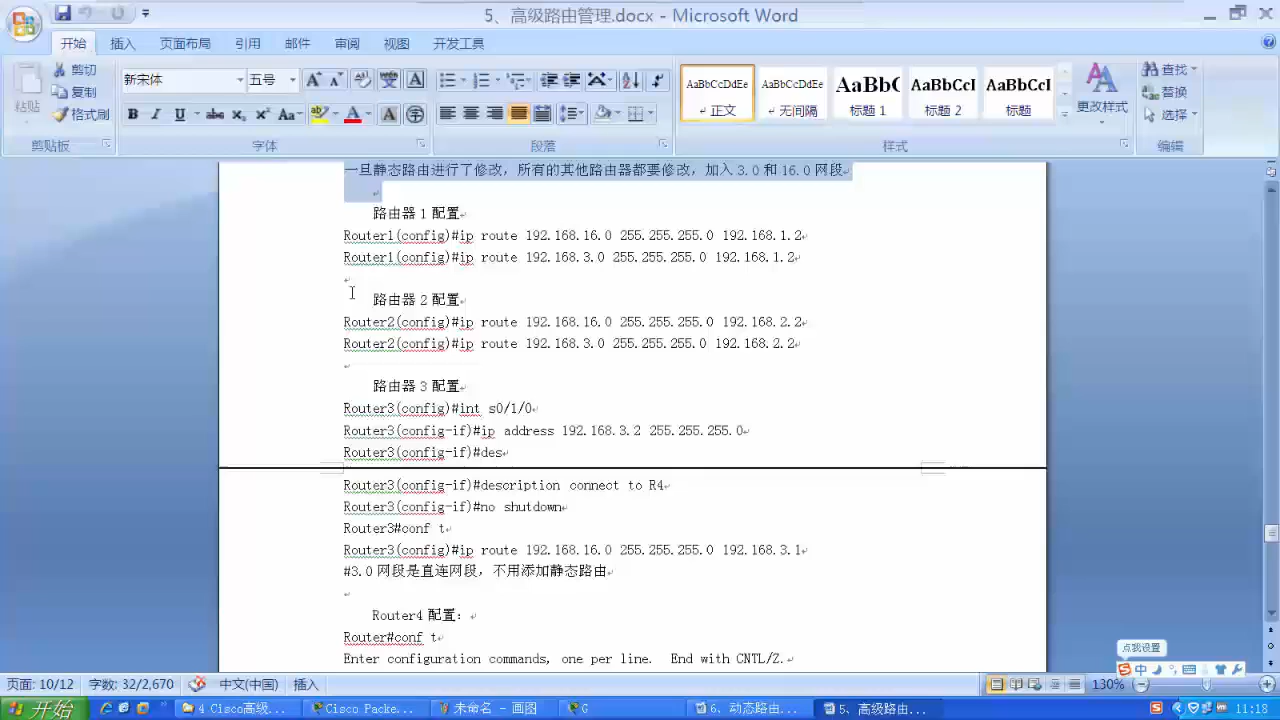 5、高级路由管理.docx - Microsoft Word
开始 插入 页面布局 引用 邮件 审阅 视图 开发工具
粘贴 剪切 复制 格式刷
新宋体 五号
AaBbCcDdEe AaBbCcDdEe AaBbC AaBbCcI AaBbCcI
正文 无间隔 标题 1 标题 2 标题 更改样式
查找 替换 选择
剪贴板 字体 段落 样式 编辑
一旦静态路由进行了修改，所有的其他路由器都要修改，加入 3.0 和 16.0 网段
路由器 1 配置
Router1(config)#ip route 192.168.16.0 255.255.255.0 192.168.1.2
Router1(config)#ip route 192.168.3.0 255.255.255.0 192.168.1.2
路由器 2 配置
Router2(config)#ip route 192.168.16.0 255.255.255.0 192.168.2.2
Router2(config)#ip route 192.168.3.0 255.255.255.0 192.168.2.2
路由器 3 配置
Router3(config)#int s0/1/0
Router3(config-if)#ip address 192.168.3.2 255.255.255.0
Router3(config-if)#des
Router3(config-if)#description connect to R4
Router3(config-if)#no shutdown
Router3#conf t
Router3(config)#ip route 192.168.16.0 255.255.255.0 192.168.3.1
#3.0 网段是直连网段，不用添加静态路由
Router4 配置：
Router#conf t
Enter configuration commands, one per line.  End with CNTL/Z.
点我设置
中
页面: 10/12 字数: 32/2,670 中文(中国) 插入 130%
开始 4 Cisco高级... Cisco Packe... 未命名 - 画图 G 6、动态路由... 5、高级路由... 11:18